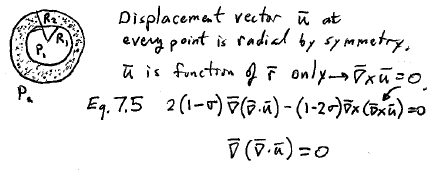 R₂
R₁
P₁
Pₐ
Displacement vector ū at
every point is radial by symmetry.
ū is function of r̄ only → ∇̄×ū = 0
Eq. 7.5 2(1-σ)∇̄(∇̄·ū) - (1-2σ)∇̄×(∇̄×ū) = 0
∇̄(∇̄·ū) = 0